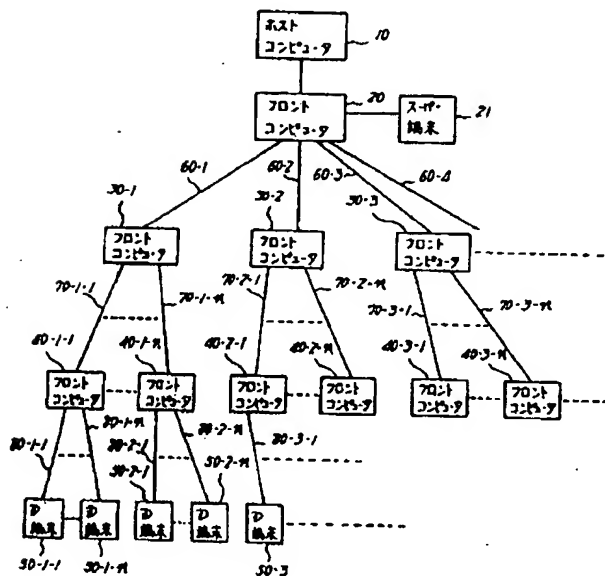 ホスト
コンピュータ
10
フロント
コンピュータ
20
スーパー
端末
21
60-1
60-2
60-3
60-4
30-1
30-2
30-3
フロント
コンピュータ
フロント
コンピュータ
フロント
コンピュータ
70-1-1
70-1-n
70-2-1
70-2-n
70-3-1
70-3-n
40-1-1
40-1-n
40-2-1
40-2-n
40-3-1
40-3-n
フロント
コンピュータ
フロント
コンピュータ
フロント
コンピュータ
フロント
コンピュータ
フロント
コンピュータ
フロント
コンピュータ
80-1-1
80-1-n
80-2-1
80-2-n
80-3-1
50-2-1
50-2-n
D
端末
D
端末
D
端末
D
端末
D
端末
50-1-1
50-1-n
50-3